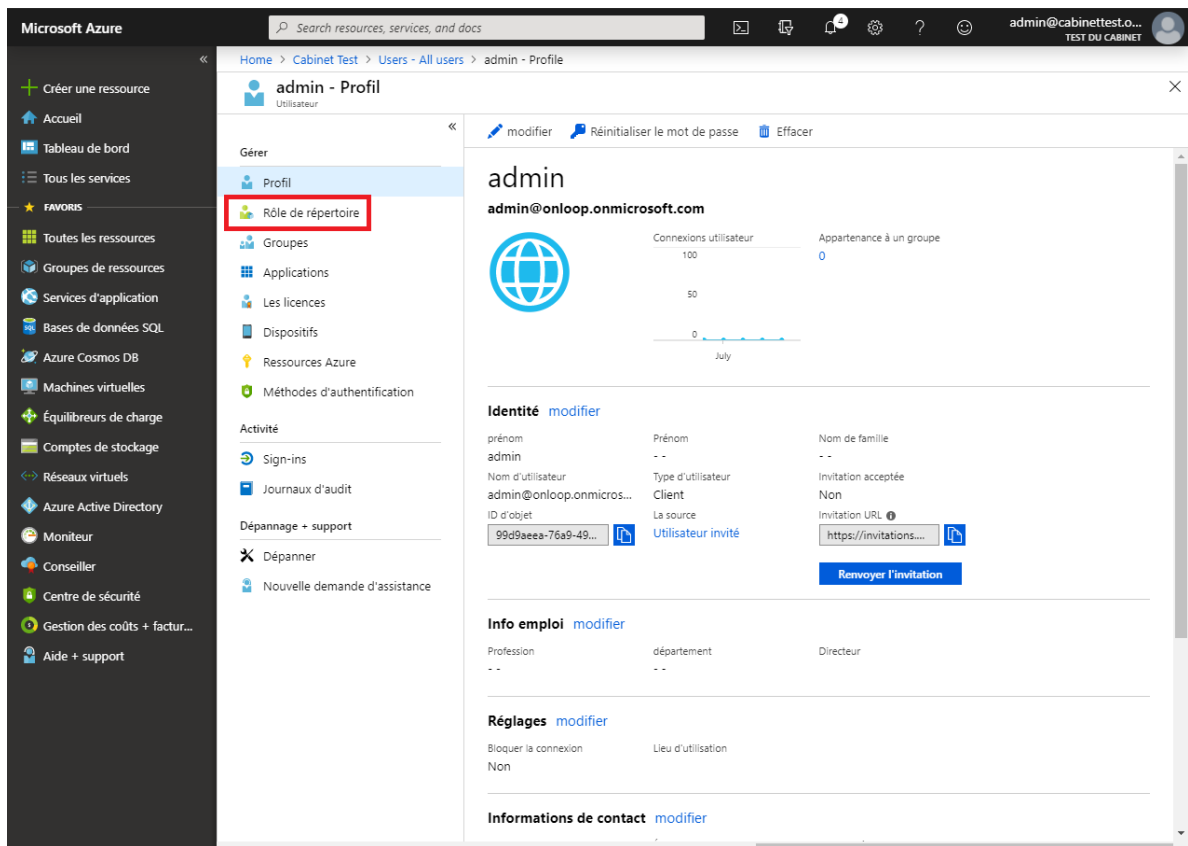 Microsoft Azure
Search resources, services, and docs
4
admin@cabinettest.o...
TEST DU CABINET
«
Home > Cabinet Test > Users - All users > admin - Profile
Créer une ressource
Accueil
Tableau de bord
Tous les services
FAVORIS
Toutes les ressources
Groupes de ressources
Services d'application
Bases de données SQL
Azure Cosmos DB
Machines virtuelles
Équilibreurs de charge
Comptes de stockage
Réseaux virtuels
Azure Active Directory
Moniteur
Conseiller
Centre de sécurité
Gestion des coûts + factur...
Aide + support
admin - Profil
Utilisateur
«
Gérer
Profil
Rôle de répertoire
Groupes
Applications
Les licences
Dispositifs
Ressources Azure
Méthodes d'authentification
Activité
Sign-ins
Journaux d'audit
Dépannage + support
Dépanner
Nouvelle demande d'assistance
modifier Réinitialiser le mot de passe Effacer
admin
admin@onloop.onmicrosoft.com
Connexions utilisateur Appartenance à un groupe
100 0
50
0
July
Identité modifier
prénom Prénom Nom de famille
admin - - - -
Nom d'utilisateur Type d'utilisateur Invitation acceptée
admin@onloop.onmicros... Client Non
ID d'objet La source Invitation URL
99d9aeea-76a9-49... Utilisateur invité https://invitations....
Renvoyer l'invitation
Info emploi modifier
Profession département Directeur
- - - -
Réglages modifier
Bloquer la connexion Lieu d'utilisation
Non
Informations de contact modifier